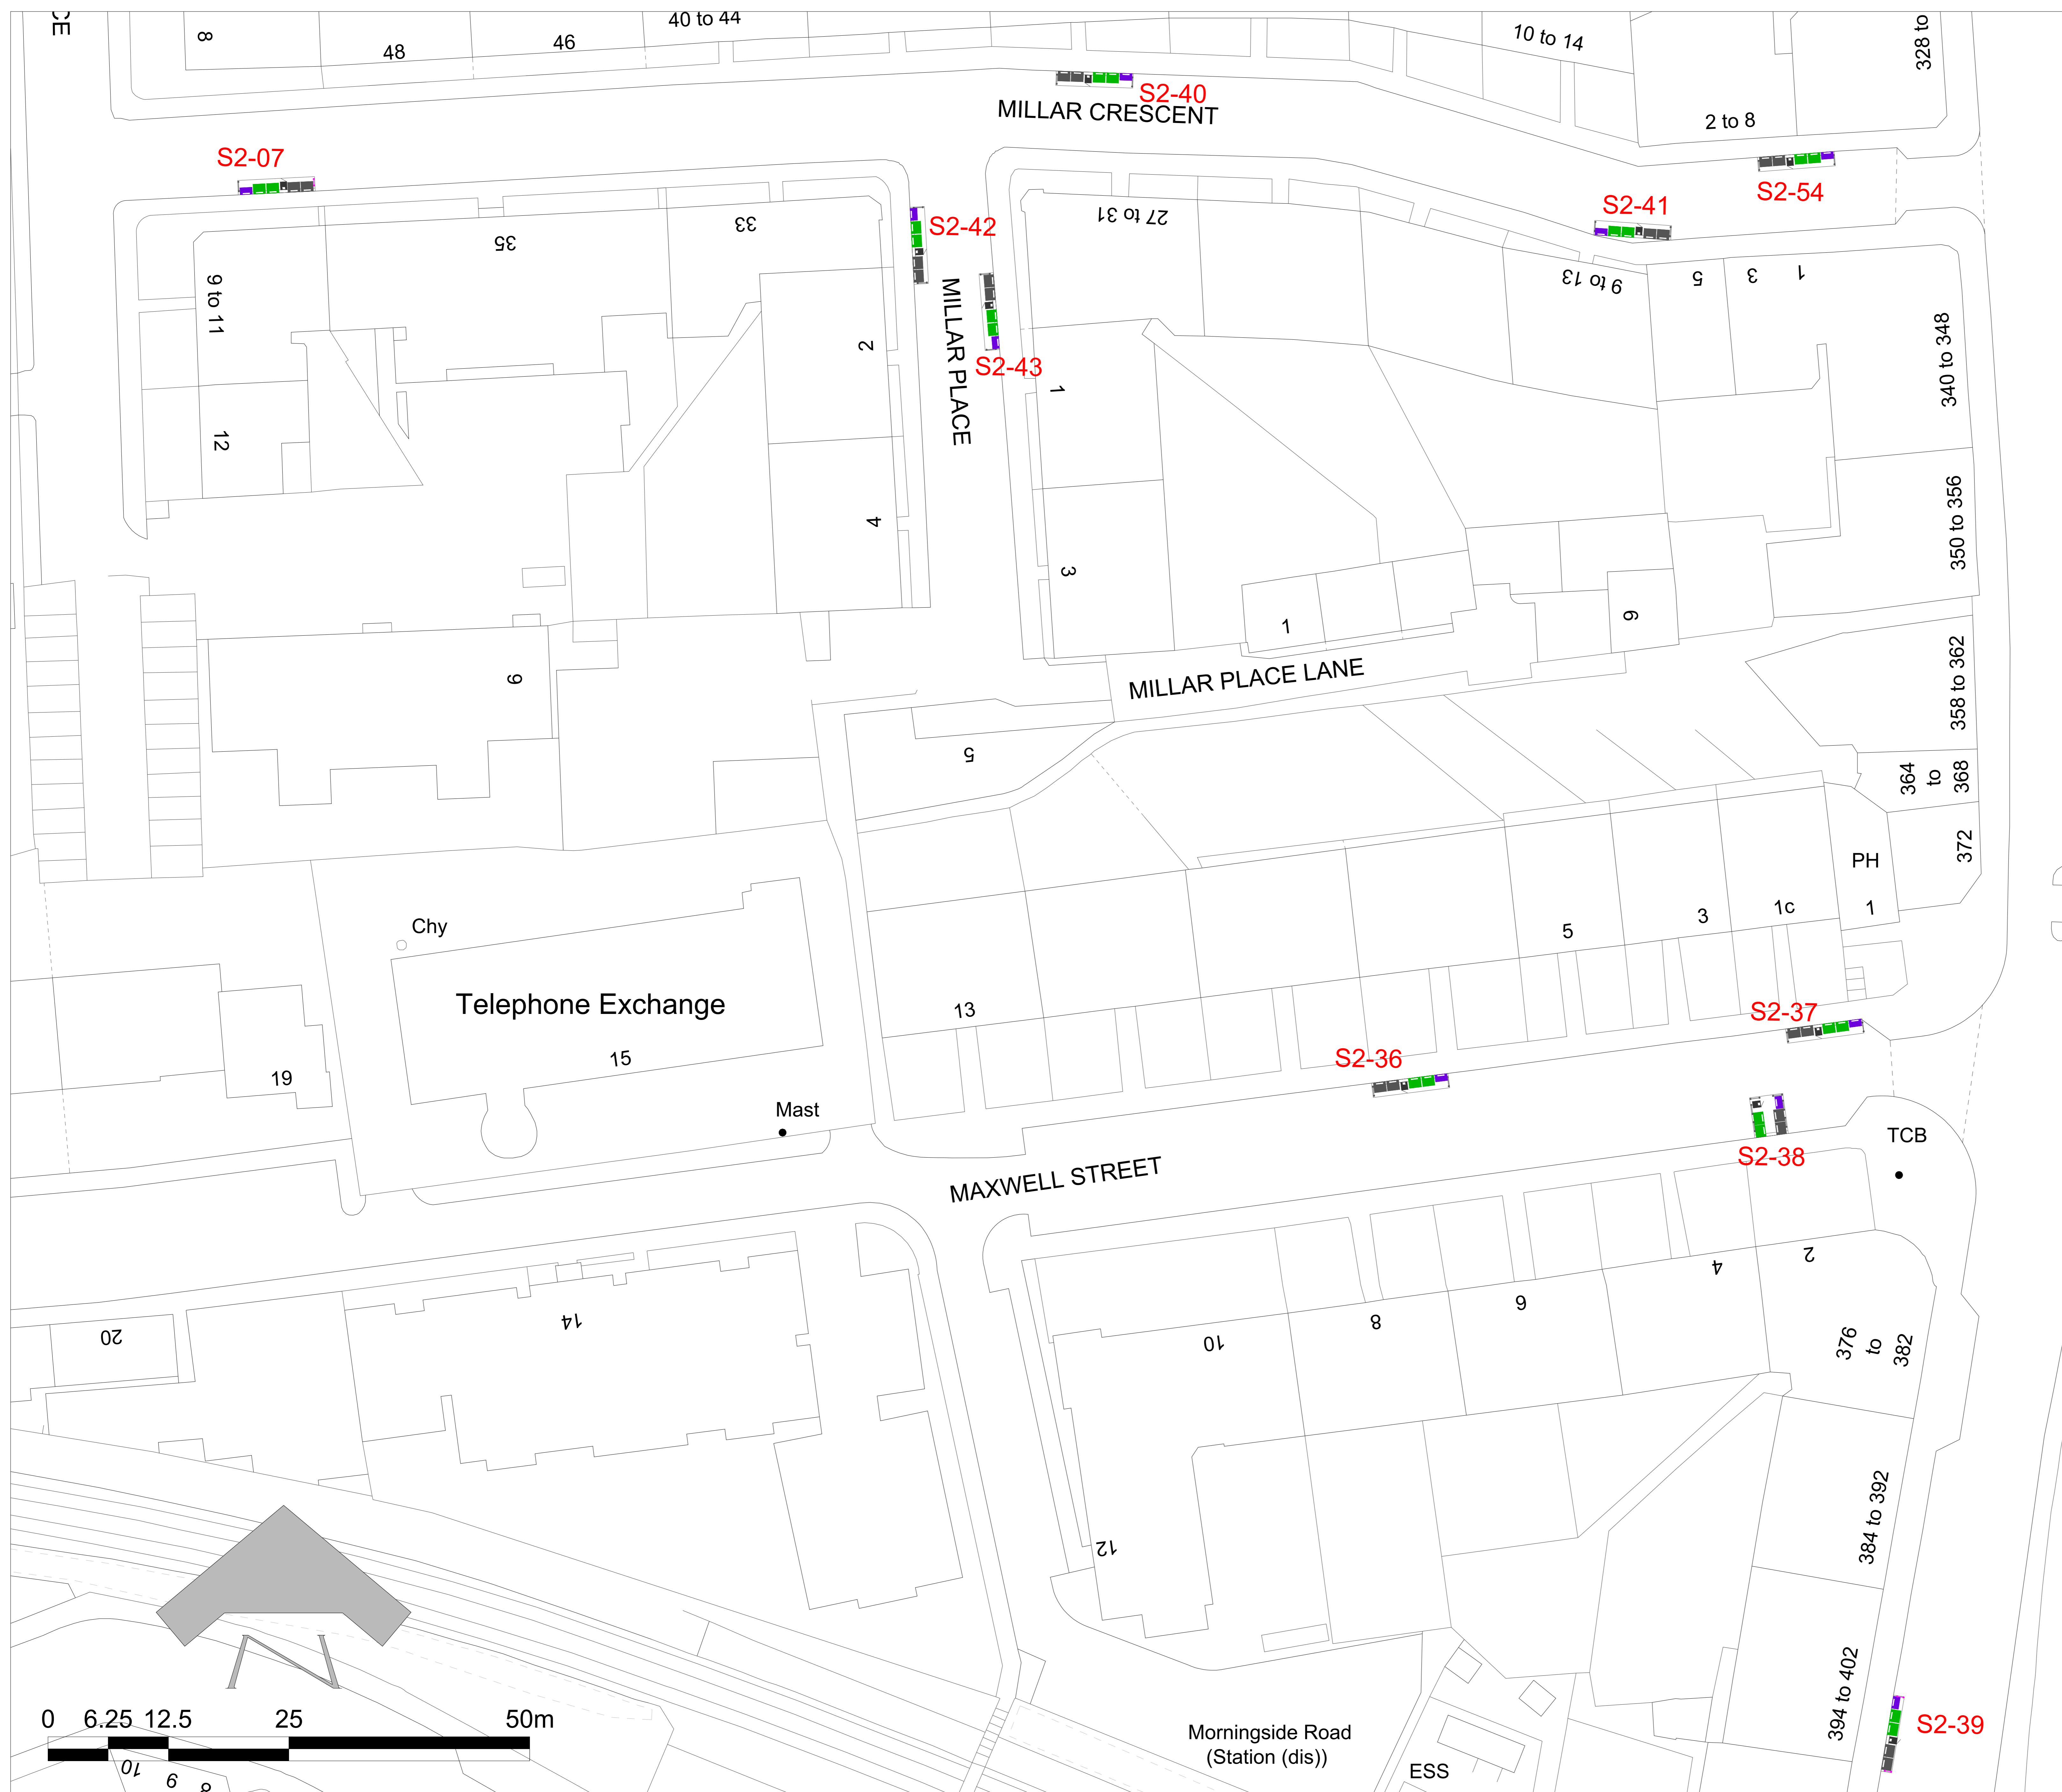 CE
8
48
46
40 to 44
10 to 14
328 to
2 to 8
S2-40
MILLAR CRESCENT
S2-07
S2-54
S2-41
S2-42
S2-43
MILLAR PLACE
35
33
27 to 31
9 to 13
5
3
1
9 to 11
12
2
4
1
3
340 to 348
350 to 356
358 to 362
364
to
368
372
1
6
MILLAR PLACE LANE
9
5
PH
1
1c
3
5
13
Chy
Telephone Exchange
15
19
Mast
S2-37
S2-36
S2-38
TCB
MAXWELL STREET
2
4
6
8
10
12
14
20
376
to
382
384 to 392
394 to 402
S2-39
N
0 6.25 12.5 25 50m
10
9
Morningside Road
(Station (dis))
ESS